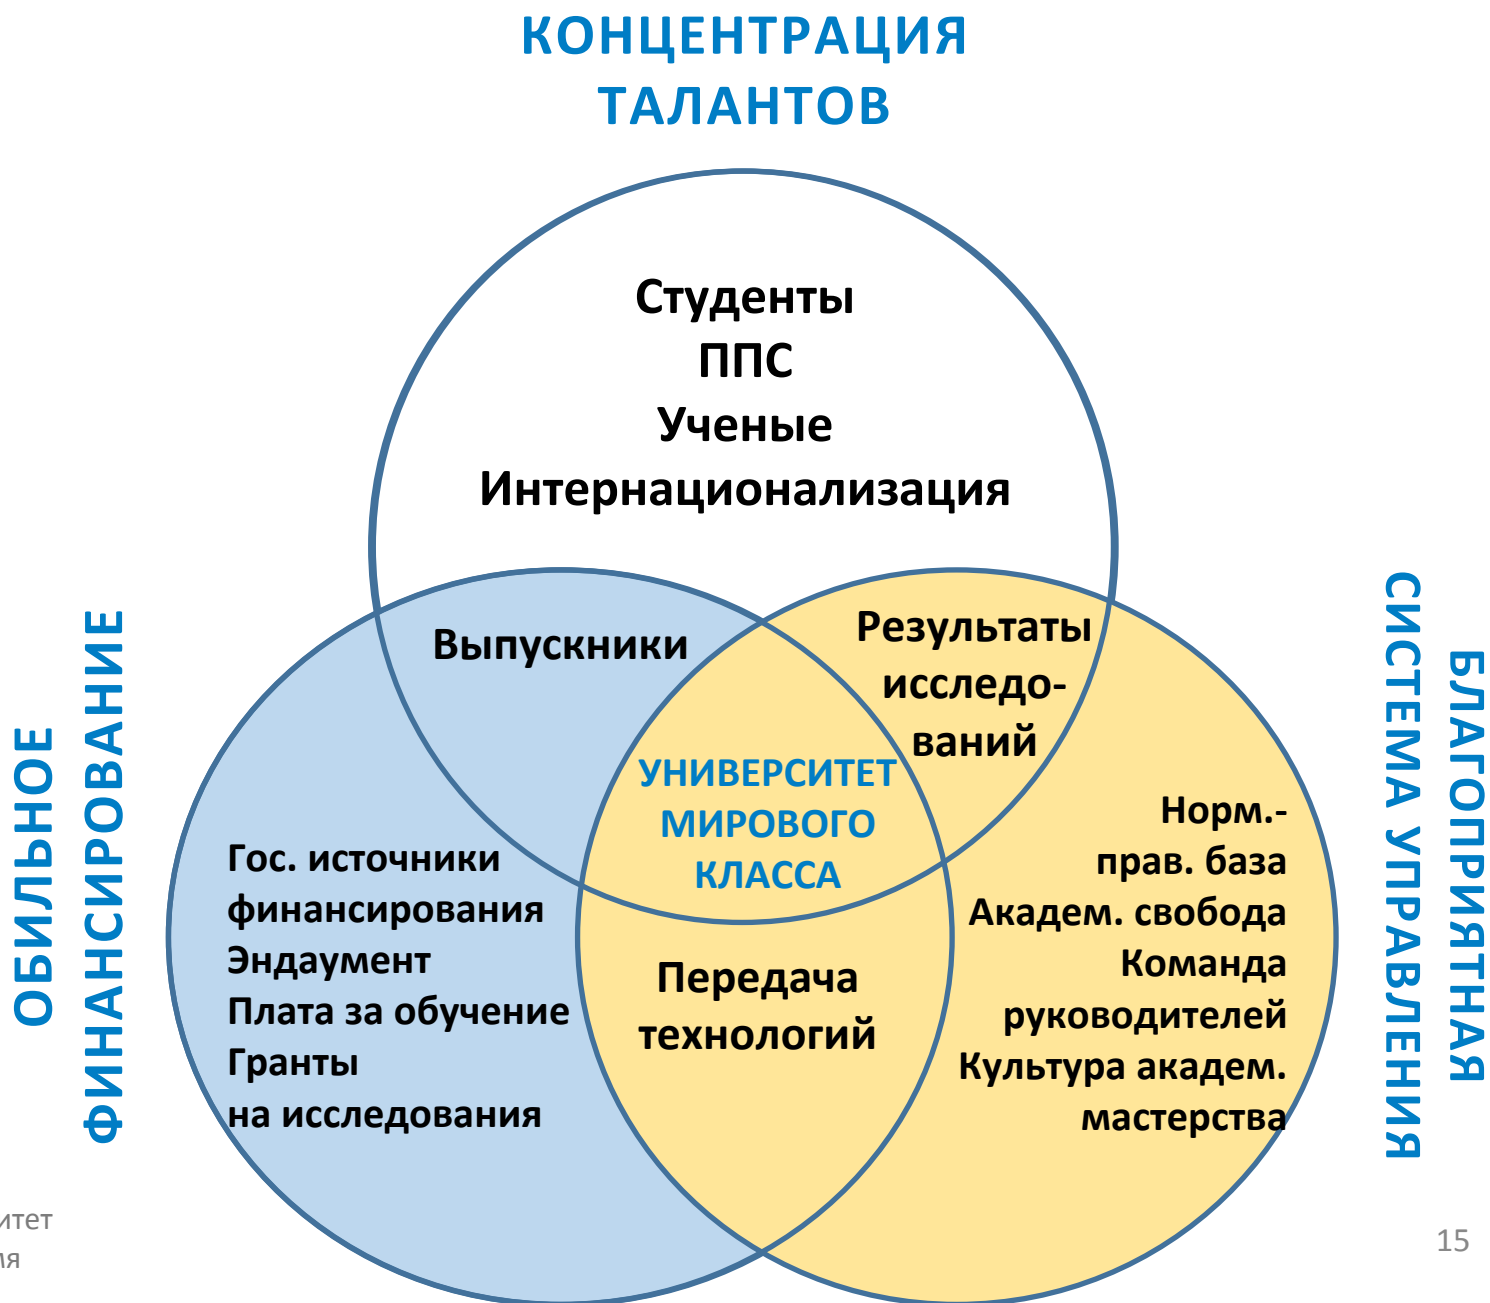 КОНЦЕНТРАЦИЯ
ТАЛАНТОВ
Студенты
ППС
Ученые
Интернационализация
ОБИЛЬНОЕ
ФИНАНСИРОВАНИЕ
Выпускники
Результаты
исследо-
ваний
БЛАГОПРИЯТНАЯ
СИСТЕМА УПРАВЛЕНИЯ
УНИВЕРСИТЕТ
МИРОВОГО
КЛАССА
Гос. источники
финансирования
Эндаумент
Плата за обучение
Гранты
на исследования
Передача
технологий
Норм.-
прав. база
Академ. свобода
Команда
руководителей
Культура академ.
мастерства
15